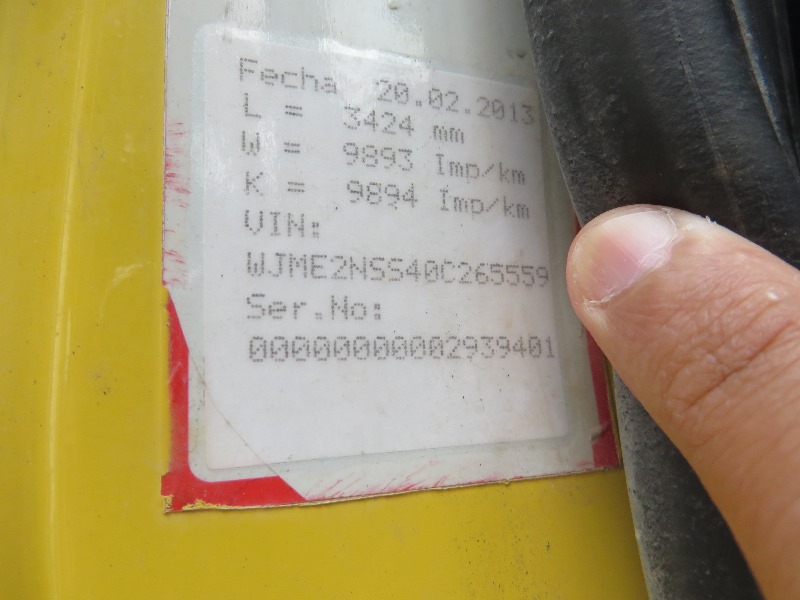 Fecha 20.02.2013
L = 3424 mm
W = 9893 Imp/km
K = 9894 Imp/km
VIN:
WJME2NSS40C265559
Ser.No:
00000000002939401